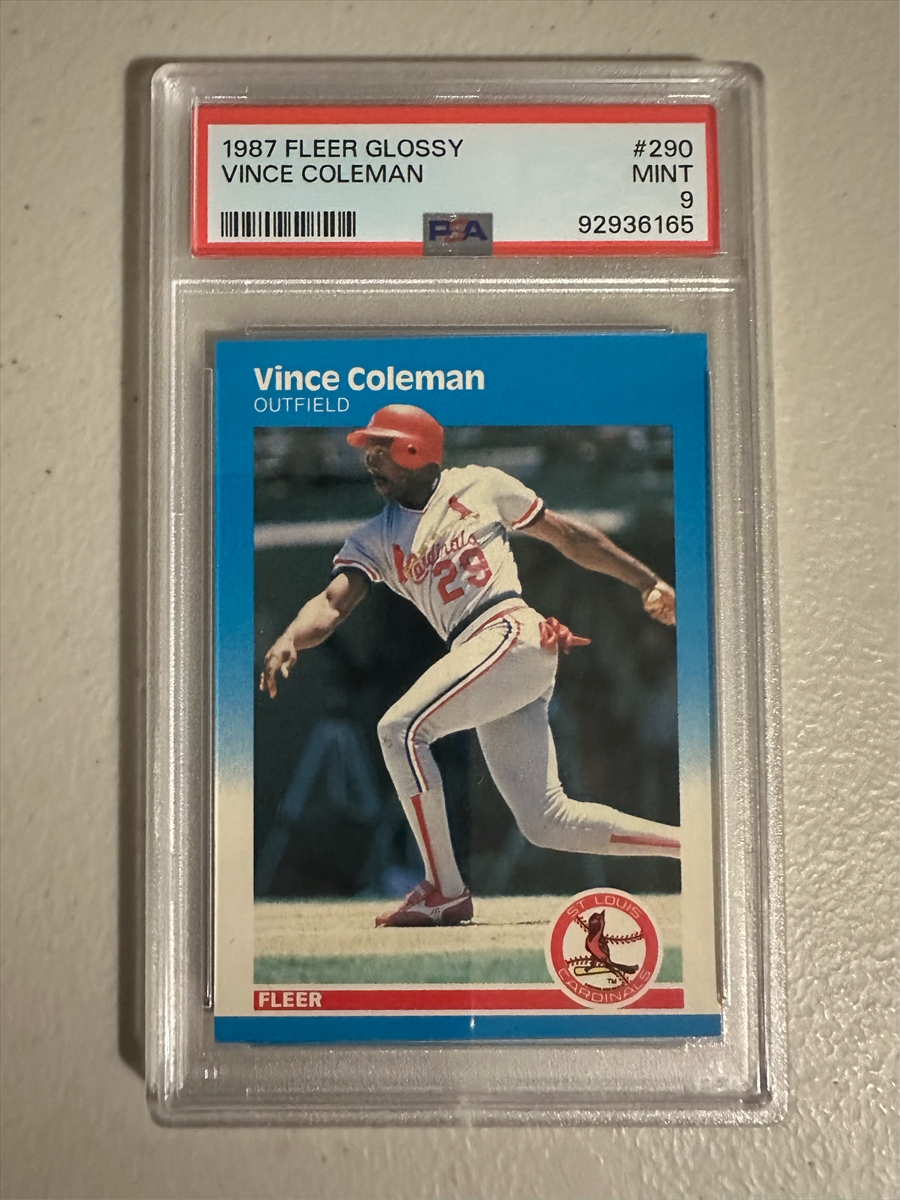 1987 FLEER GLOSSY #290
VINCE COLEMAN MINT
9
PSA 92936165
Vince Coleman
OUTFIELD
Cardinals
29
ST LOUIS
CARDINALS
TM
FLEER